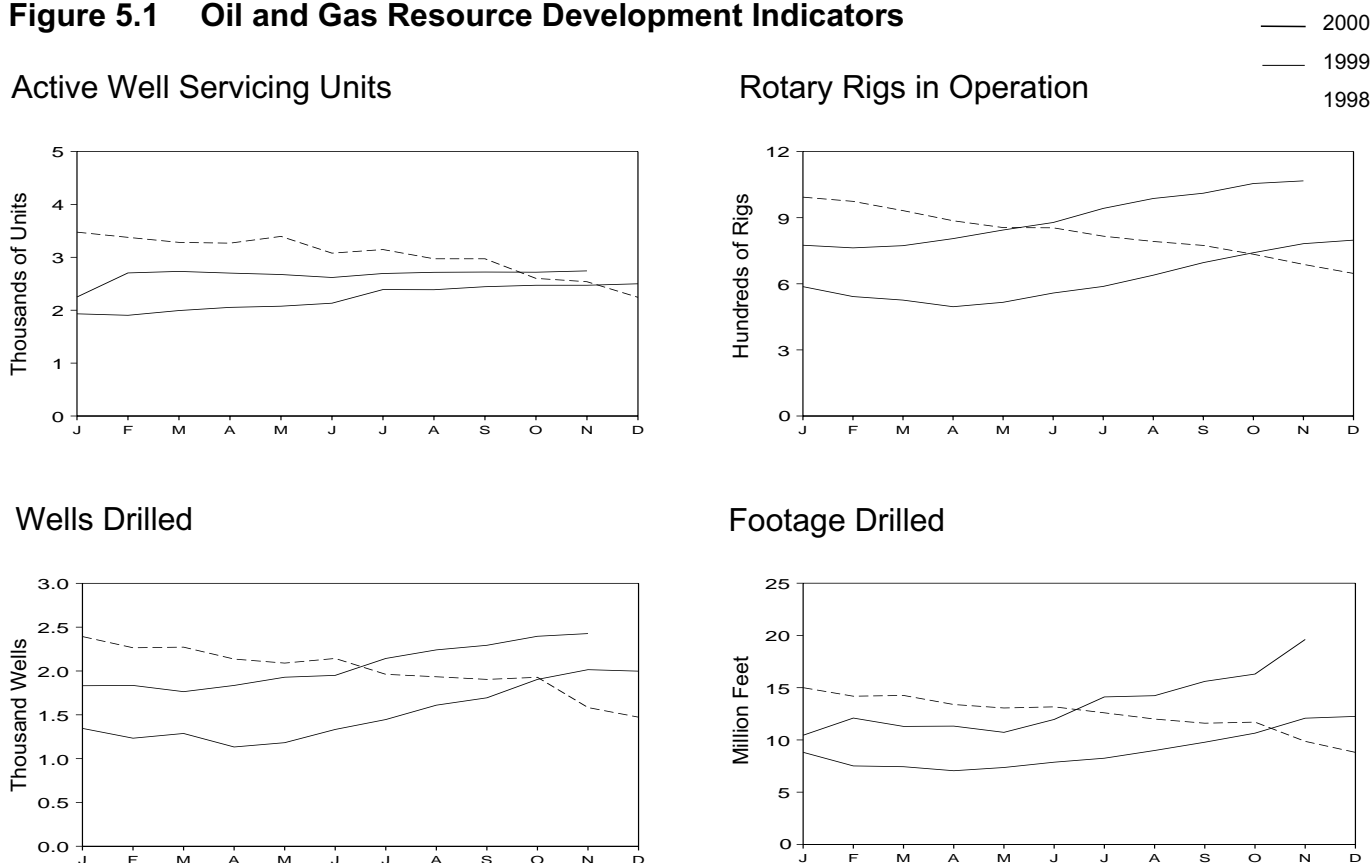 Figure 5.1 Oil and Gas Resource Development Indicators
2000
1999
1998
Active Well Servicing Units
Thousands of Units
5
4
3
2
1
0
J F M A M J J A S O N D
Rotary Rigs in Operation
Hundreds of Rigs
12
9
6
3
0
J F M A M J J A S O N D
Wells Drilled
Thousand Wells
3.0
2.5
2.0
1.5
1.0
0.5
0.0
J F M A M J J A S O N D
Footage Drilled
Million Feet
25
20
15
10
5
0
J F M A M J J A S O N D